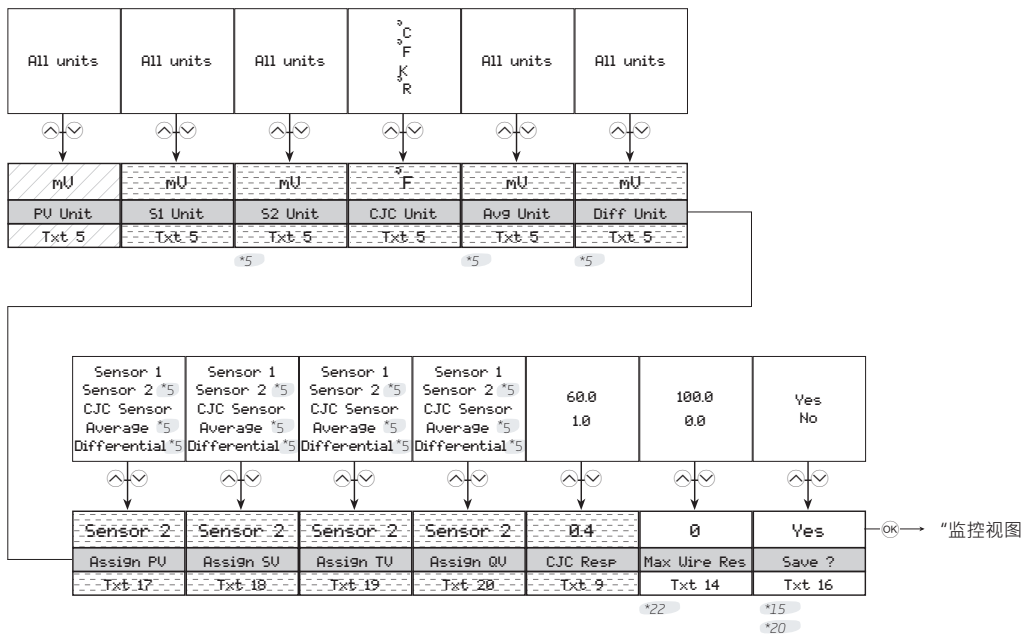 All units
All units
All units
°C
°F
K
°R
All units
All units
mV
mV
mV
°F
mV
mV
PV Unit
S1 Unit
S2 Unit
CJC Unit
Avg Unit
Diff Unit
Txt 5
Txt 5
Txt 5
Txt 5
Txt 5
Txt 5
*5
*5
*5
Sensor 1
Sensor 2 *5
CJC Sensor
Average *5
Differential *5
Sensor 1
Sensor 2 *5
CJC Sensor
Average *5
Differential *5
Sensor 1
Sensor 2 *5
CJC Sensor
Average *5
Differential *5
Sensor 1
Sensor 2 *5
CJC Sensor
Average *5
Differential *5
60.0
1.0
100.0
0.0
Yes
No
Sensor 2
Sensor 2
Sensor 2
Sensor 2
0.4
0
Yes
OK
“监控视图
Assign PV
Assign SV
Assign TV
Assign QV
CJC Resp
Max Wire Res
Save ?
Txt 17
Txt 18
Txt 19
Txt 20
Txt 9
Txt 14
Txt 16
*22
*15
*20